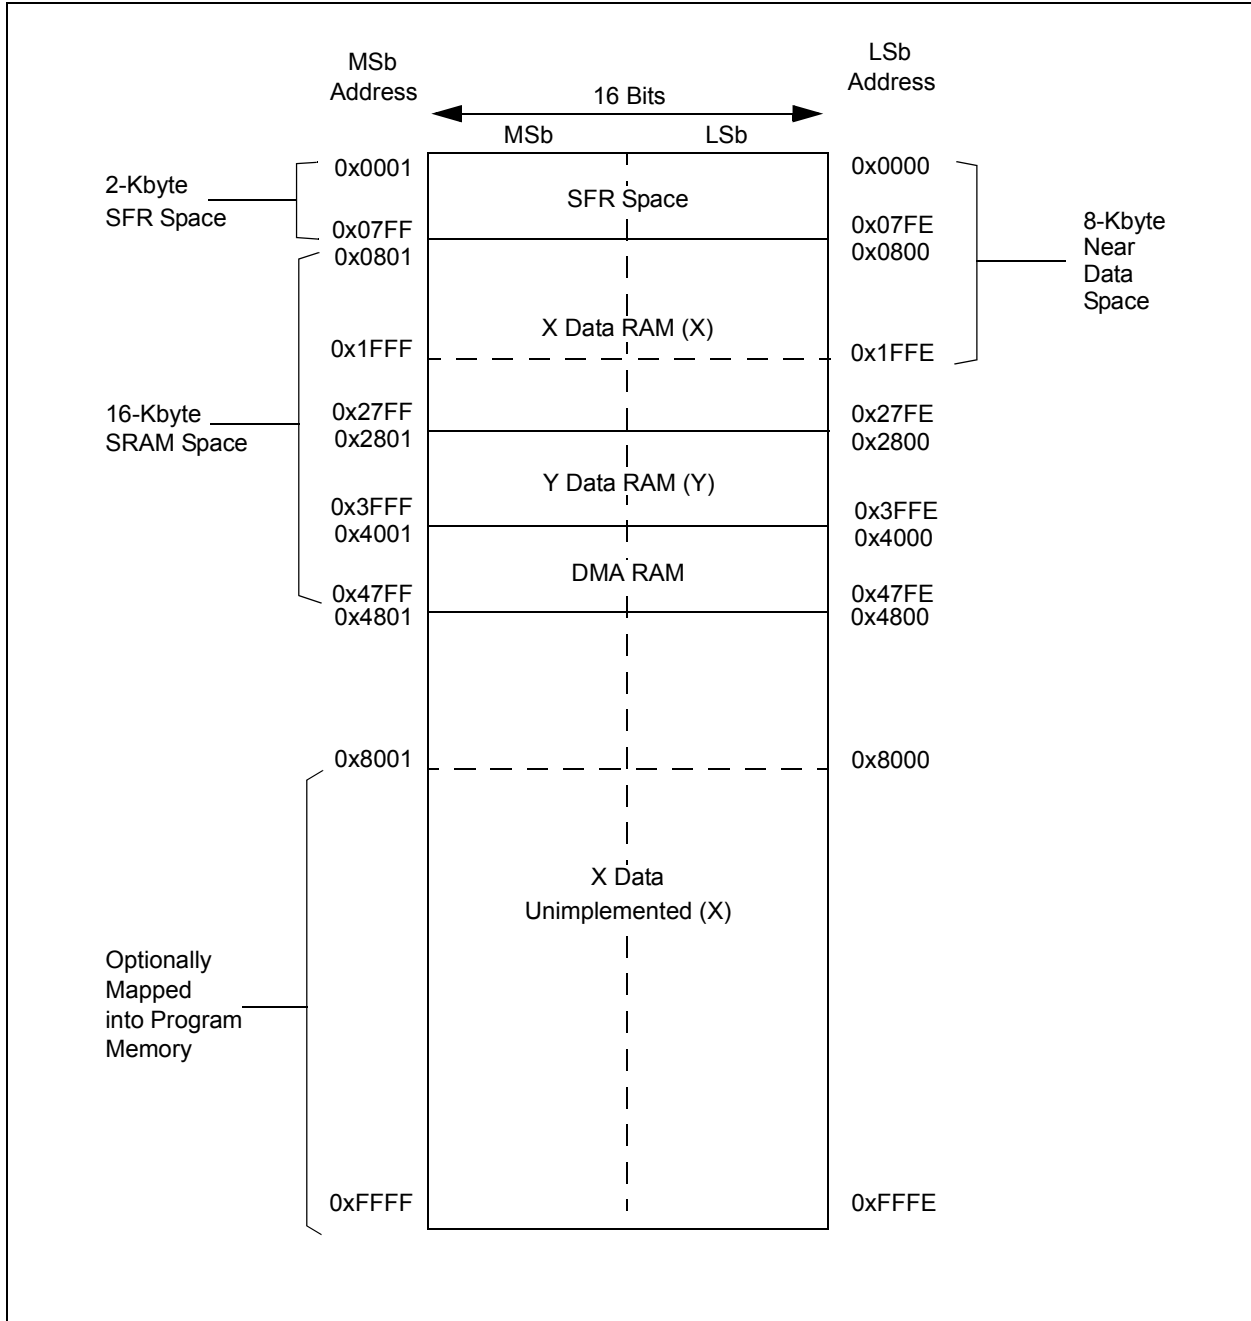 MSb
Address
LSb
Address
16 Bits
MSb
LSb
2-Kbyte
SFR Space
0x0001
0x0000
SFR Space
0x07FF
0x07FE
0x0801
0x0800
8-Kbyte
Near
Data
Space
X Data RAM (X)
0x1FFF
0x1FFE
16-Kbyte
SRAM Space
0x27FF
0x27FE
0x2801
0x2800
Y Data RAM (Y)
0x3FFF
0x3FFE
0x4001
0x4000
DMA RAM
0x47FF
0x47FE
0x4801
0x4800
0x8001
0x8000
X Data
Unimplemented (X)
Optionally
Mapped
into Program
Memory
0xFFFF
0xFFFE